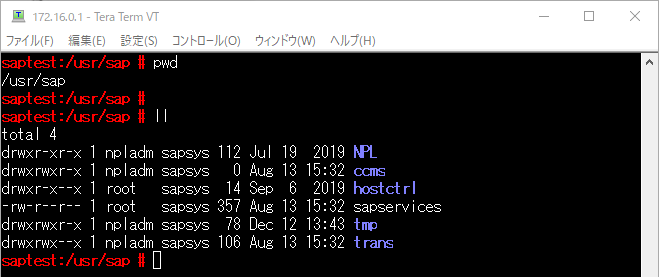 172.16.0.1 - Tera Term VT
ファイル(F) 編集(E) 設定(S) コントロール(O) ウィンドウ(W) ヘルプ(H)
saptest:/usr/sap # pwd
/usr/sap
saptest:/usr/sap #
saptest:/usr/sap # ll
total 4
drwxr-xr-x 1 npladm sapsys 112 Jul 19  2019 NPL
drwxrwxr-x 1 npladm sapsys   0 Aug 13 15:32 ccms
drwxr-xr-x 1 root   sapsys  14 Sep  6  2019 hostctrl
-rw-r--r-- 1 root   sapsys 357 Aug 13 15:32 sapservices
drwxrwxr-x 1 npladm sapsys  78 Dec 12 13:43 tmp
drwxrwx--x 1 npladm sapsys 106 Aug 13 15:32 trans
saptest:/usr/sap #